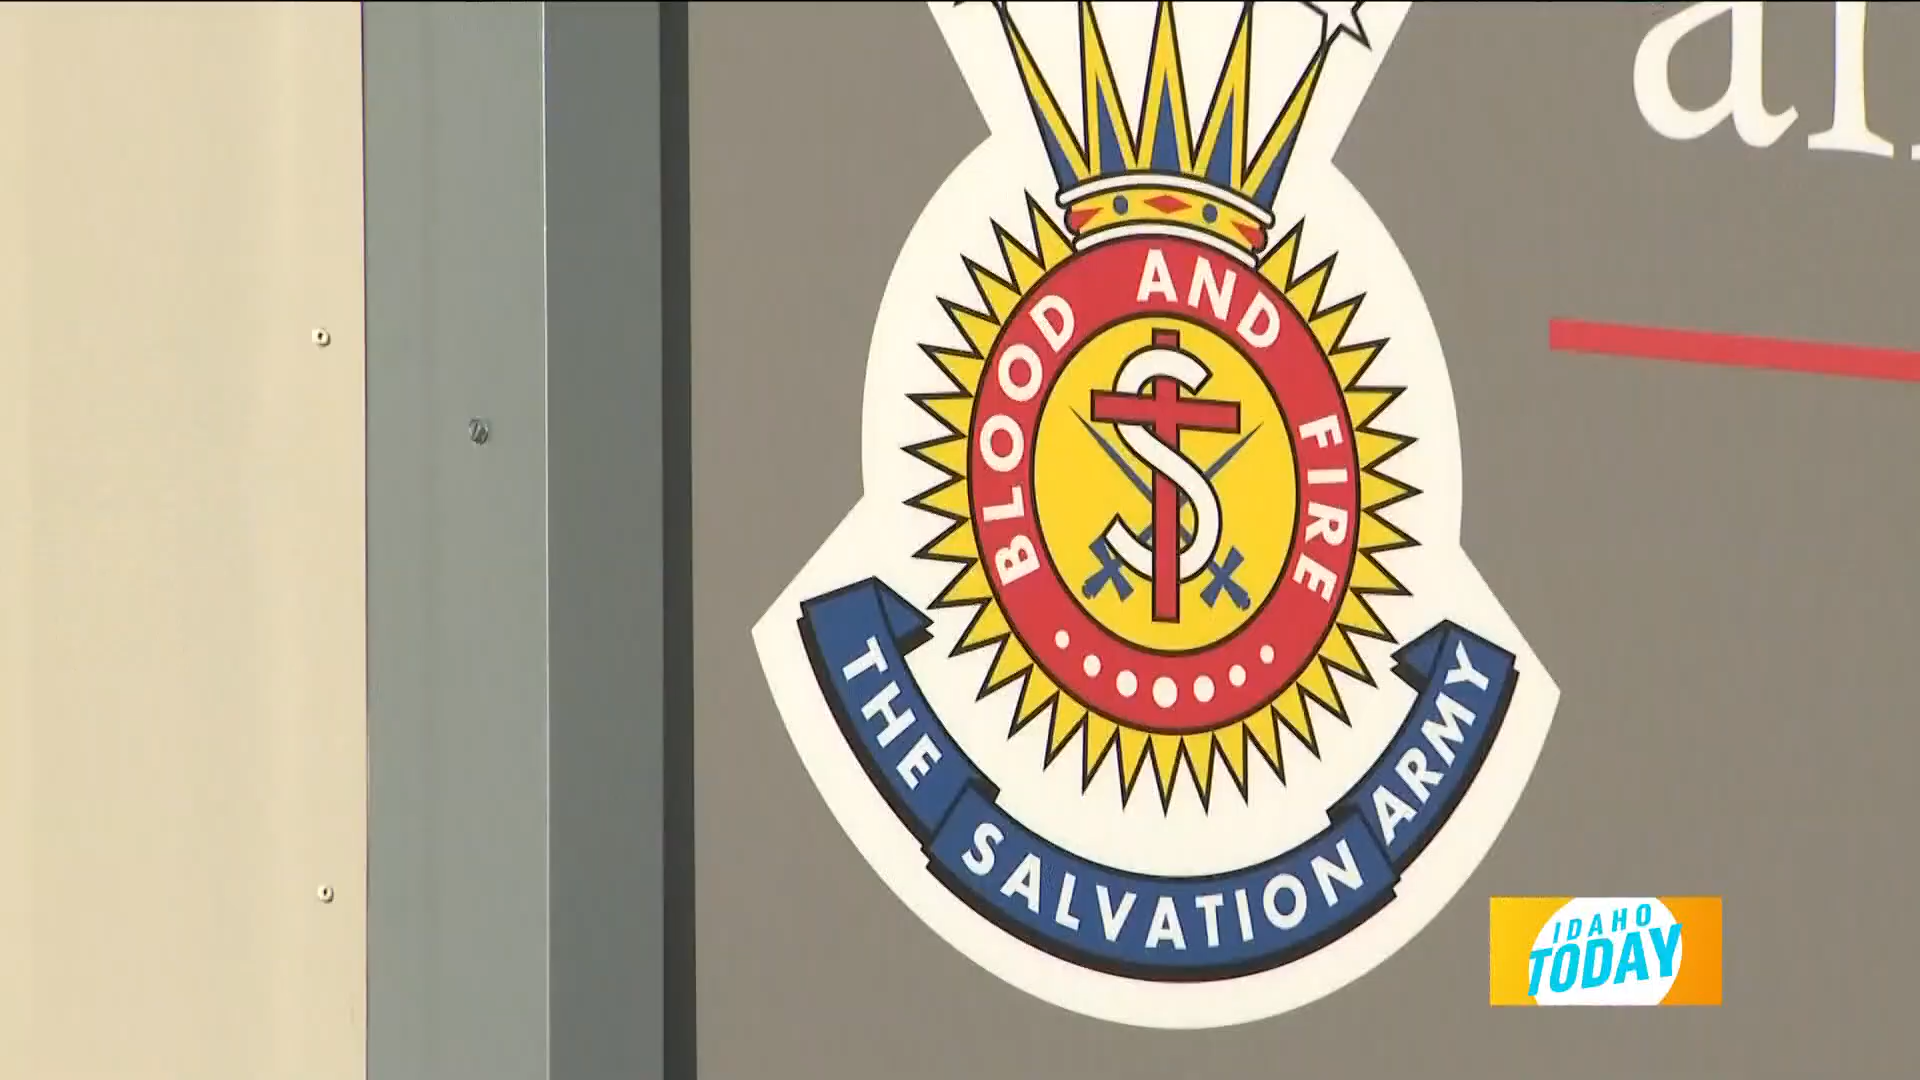 BLOOD AND FIRE
S
THE SALVATION ARMY
IDAHO
TODAY